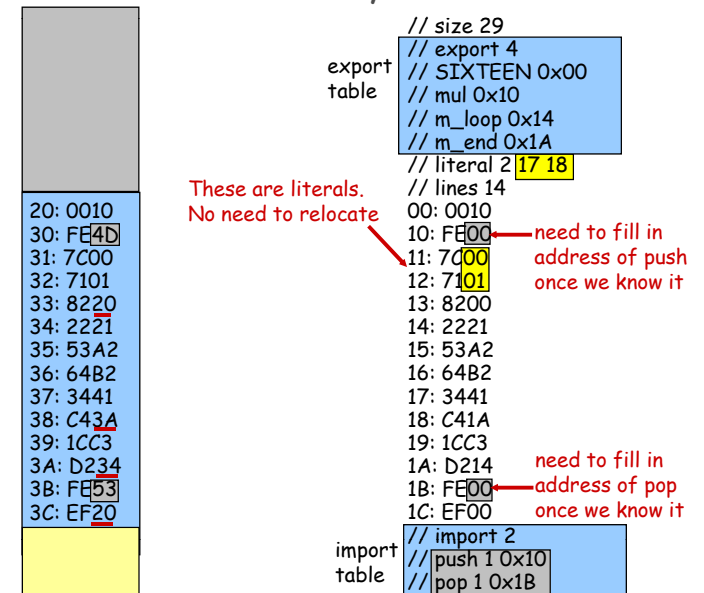 // size 29
export table
// export 4
// SIXTEEN 0x00
// mul 0x10
// m_loop 0x14
// m_end 0x1A
// literal 2 17 18
// lines 14
These are literals.
No need to relocate
00: 0010
10: FE00
11: 7C00
12: 7101
13: 8200
14: 2221
15: 53A2
16: 64B2
17: 3441
18: C41A
19: 1CC3
1A: D214
1B: FE00
1C: EF00
need to fill in
address of push
once we know it
need to fill in
address of pop
once we know it
import table
// import 2
// push 1 0x10
// pop 1 0x1B
20: 0010
30: FE4D
31: 7C00
32: 7101
33: 8220
34: 2221
35: 53A2
36: 64B2
37: 3441
38: C43A
39: 1CC3
3A: D234
3B: FE53
3C: EF20